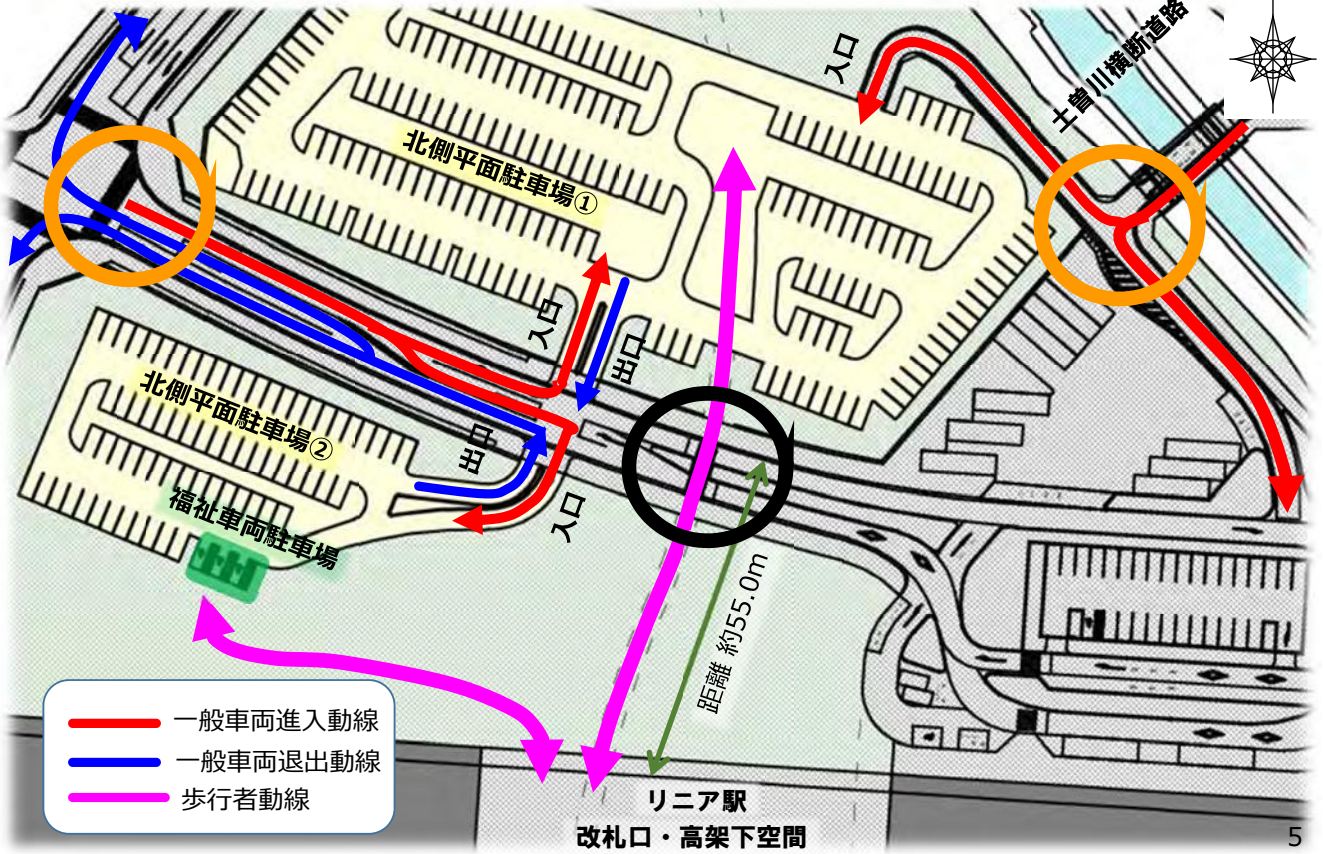 土曽川横断道路
入口
北側平面駐車場①
入口
出口
北側平面駐車場②
出口
入口
福祉車両駐車場
距離 約55.0m
一般車両進入動線
一般車両退出動線
歩行者動線
リニア駅
改札口・高架下空間
5